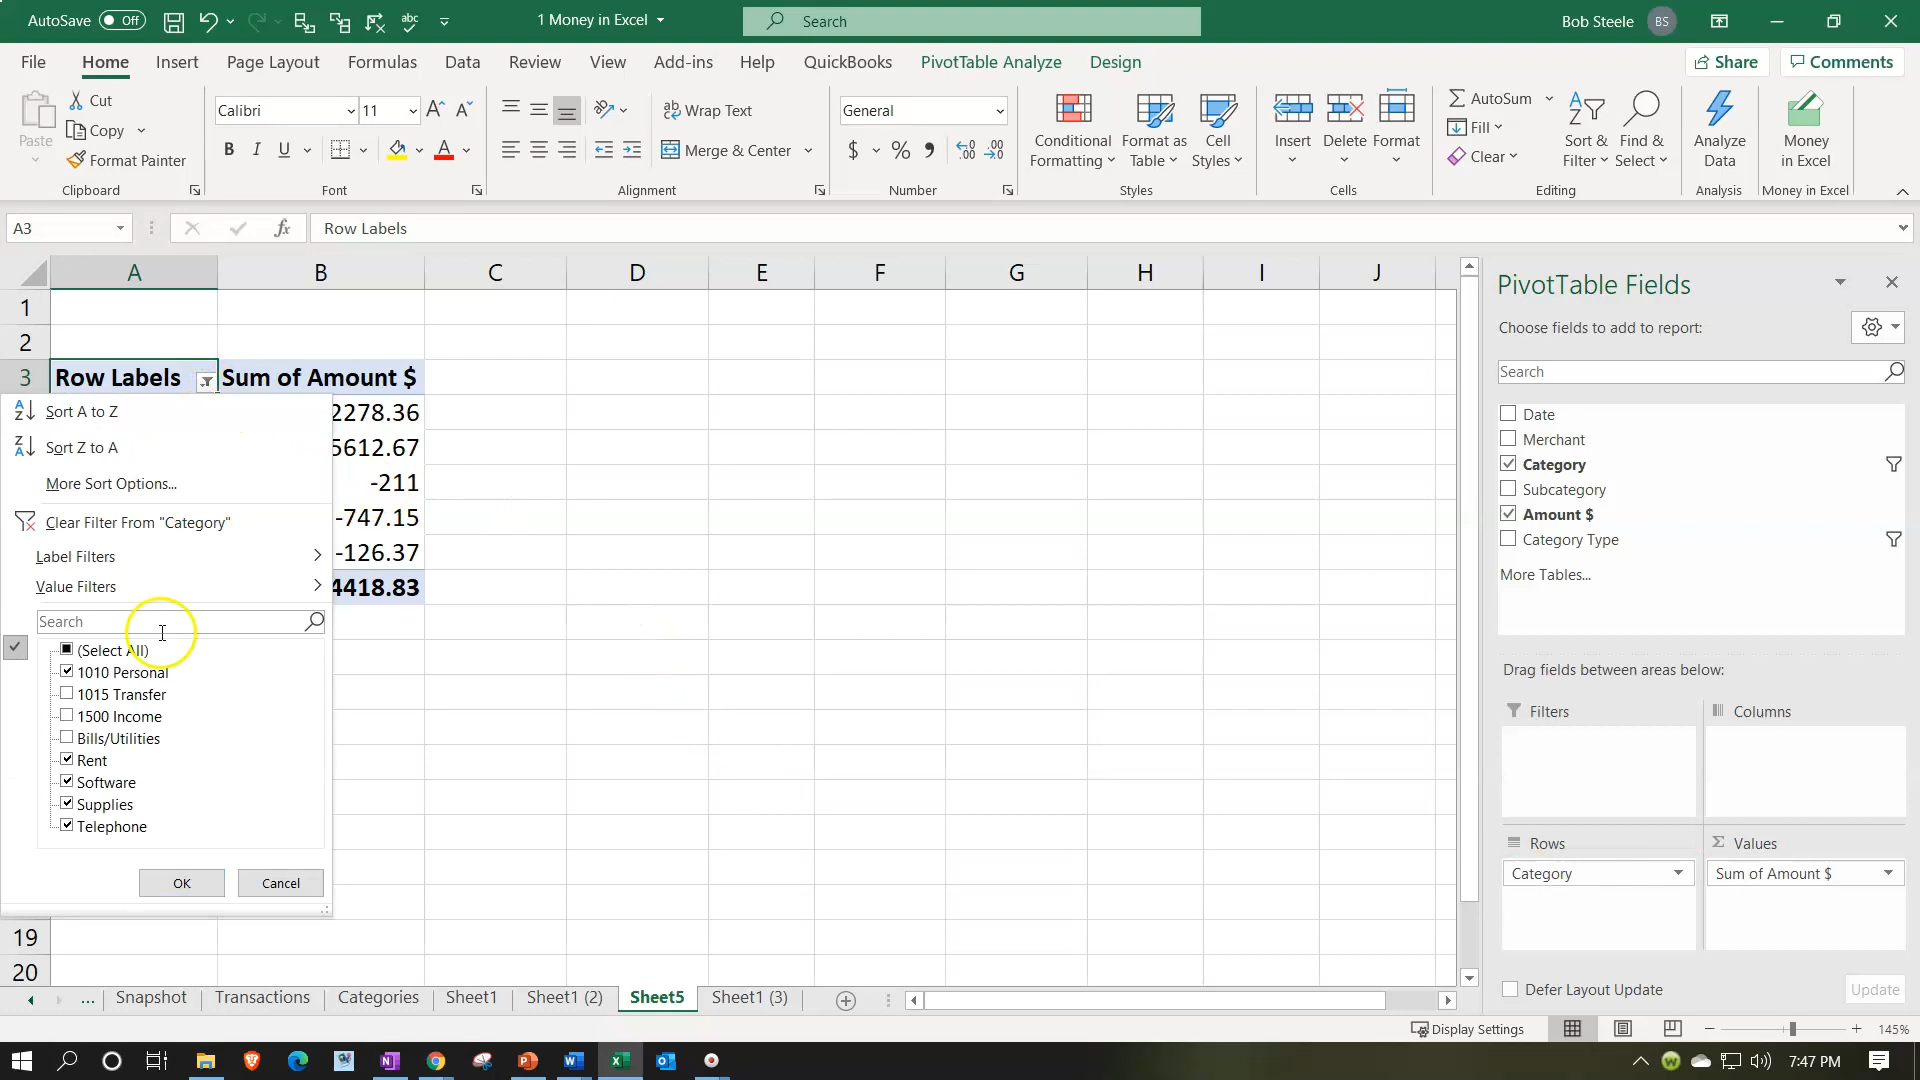 AutoSave Off abc 1 Money in Excel Search Bob Steele BS
File Home Insert Page Layout Formulas Data Review View Add-ins Help QuickBooks PivotTable Analyze Design Share Comments
Paste
Cut
Copy
Format Painter
Clipboard
Calibri 11
B I U A
Font
ab Wrap Text
Merge & Center
Alignment
General
$ % ,
Number
Conditional Formatting
Format as Table
Cell Styles
Styles
Insert
Delete
Format
Cells
AutoSum
Fill
Clear
Sort & Filter
Find & Select
Editing
Analyze Data
Analysis
Money in Excel
Money in Excel
A3 fx Row Labels
A B C D E F G H I J
1
2
3 Row Labels Sum of Amount $
2278.36
5612.67
-211
-747.15
-126.37
4418.83
19
20
Sort A to Z
Sort Z to A
More Sort Options...
Clear Filter From "Category"
Label Filters
Value Filters
Search
(Select All)
1010 Personal
1015 Transfer
1500 Income
Bills/Utilities
Rent
Software
Supplies
Telephone
OK Cancel
PivotTable Fields
Choose fields to add to report:
Search
Date
Merchant
Category
Subcategory
Amount $
Category Type
More Tables...
Drag fields between areas below:
Filters Columns
Rows Values
Category Sum of Amount $
Defer Layout Update Update
... Snapshot Transactions Categories Sheet1 Sheet1 (2) Sheet5 Sheet1 (3)
Display Settings 145%
7:47 PM